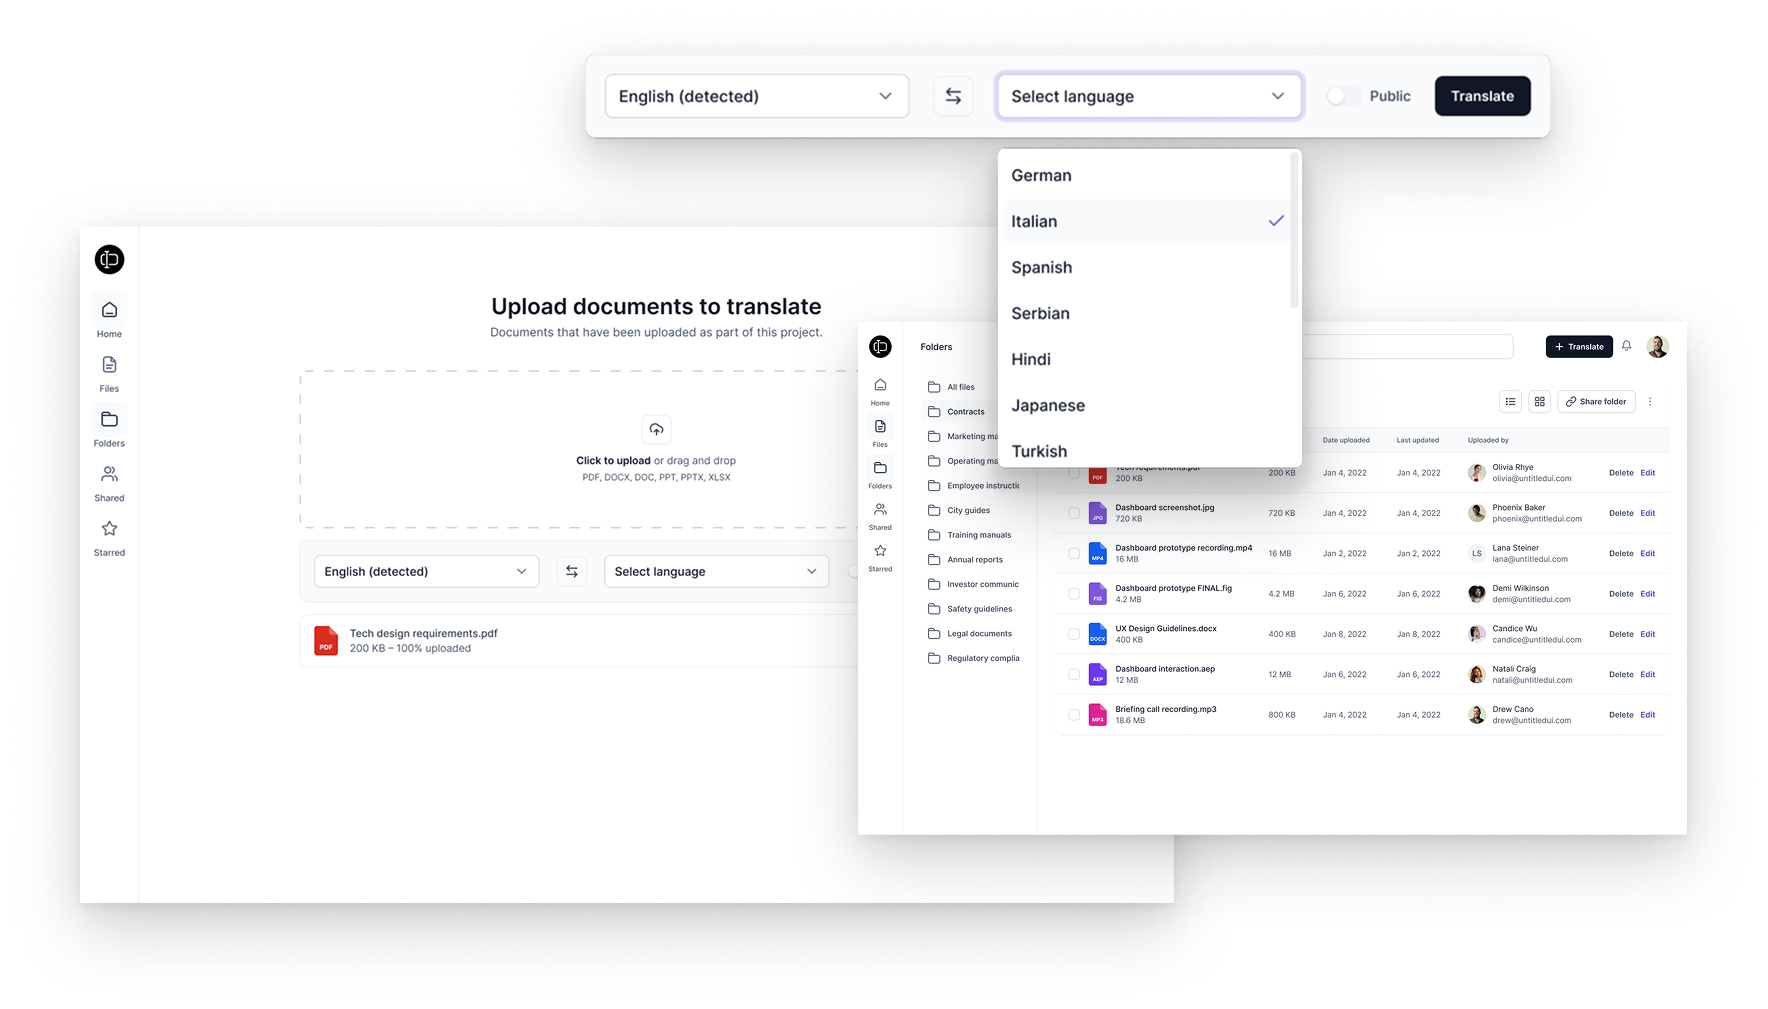 English (detected)
Select language
Public
Translate
German
Italian
Spanish
Serbian
Hindi
Japanese
Turkish
Home
Files
Folders
Shared
Starred
Upload documents to translate
Documents that have been uploaded as part of this project.
Click to upload or drag and drop
PDF, DOCX, DOC, PPT, PPTX, XLSX
English (detected)
Select language
PDF
Tech design requirements.pdf
200 KB – 100% uploaded
Home
Files
Folders
Shared
Starred
Folders
All files
Contracts
Marketing ma
Operating ma
Employee instructic
City guides
Training manuals
Annual reports
Investor communic
Safety guidelines
Legal documents
Regulatory complia
+ Translate
Share folder
Date uploaded Last updated Uploaded by
PDF Tech requirements.pdf 200 KB 200 KB Jan 4, 2022 Jan 4, 2022 Olivia Rhye olivia@untitledui.com Delete Edit
JPG Dashboard screenshot.jpg 720 KB 720 KB Jan 4, 2022 Jan 4, 2022 Phoenix Baker phoenix@untitledui.com Delete Edit
MP4 Dashboard prototype recording.mp4 16 MB 16 MB Jan 2, 2022 Jan 2, 2022 LS Lana Steiner lana@untitledui.com Delete Edit
FIG Dashboard prototype FINAL.fig 4.2 MB 4.2 MB Jan 6, 2022 Jan 6, 2022 Demi Wilkinson demi@untitledui.com Delete Edit
DOCX UX Design Guidelines.docx 400 KB 400 KB Jan 8, 2022 Jan 8, 2022 Candice Wu candice@untitledui.com Delete Edit
AEP Dashboard interaction.aep 12 MB 12 MB Jan 6, 2022 Jan 6, 2022 Natali Craig natali@untitledui.com Delete Edit
MP3 Briefing call recording.mp3 18.6 MB 800 KB Jan 4, 2022 Jan 4, 2022 Drew Cano drew@untitledui.com Delete Edit